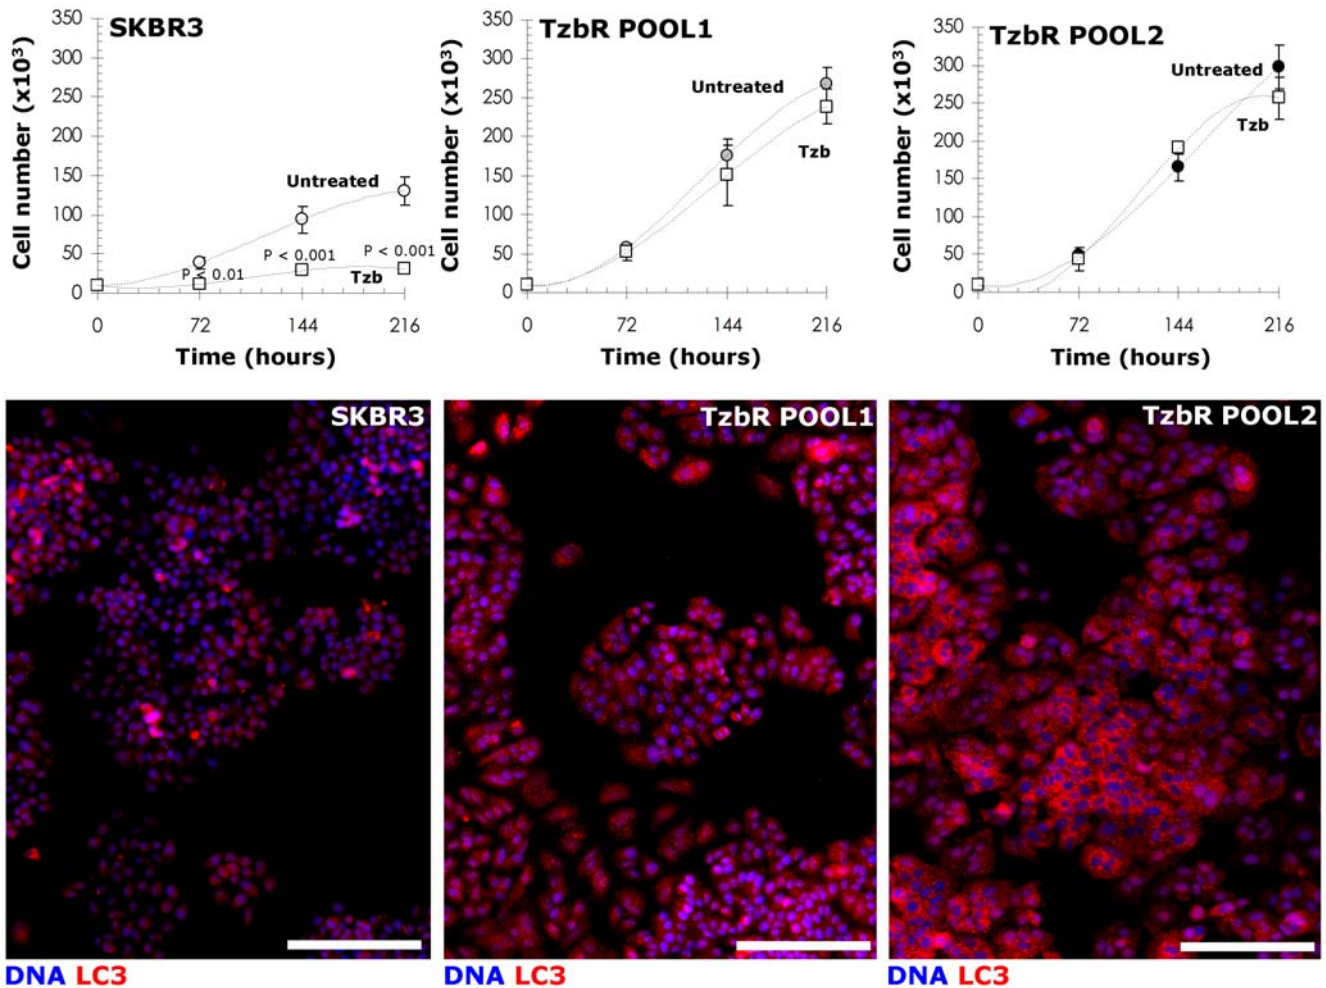 SKBR3
350
300
250
200
150
100
50
0
Cell number (x10³)
Untreated
P < 0.01
P < 0.001
P < 0.001
Tzb
0 72 144 216
Time (hours)
TzbR POOL1
350
300
250
200
150
100
50
0
Cell number (x10³)
Untreated
Tzb
0 72 144 216
Time (hours)
TzbR POOL2
350
300
250
200
150
100
50
0
Cell number (x10³)
Untreated
Tzb
0 72 144 216
Time (hours)
SKBR3
TzbR POOL1
TzbR POOL2
DNA LC3
DNA LC3
DNA LC3